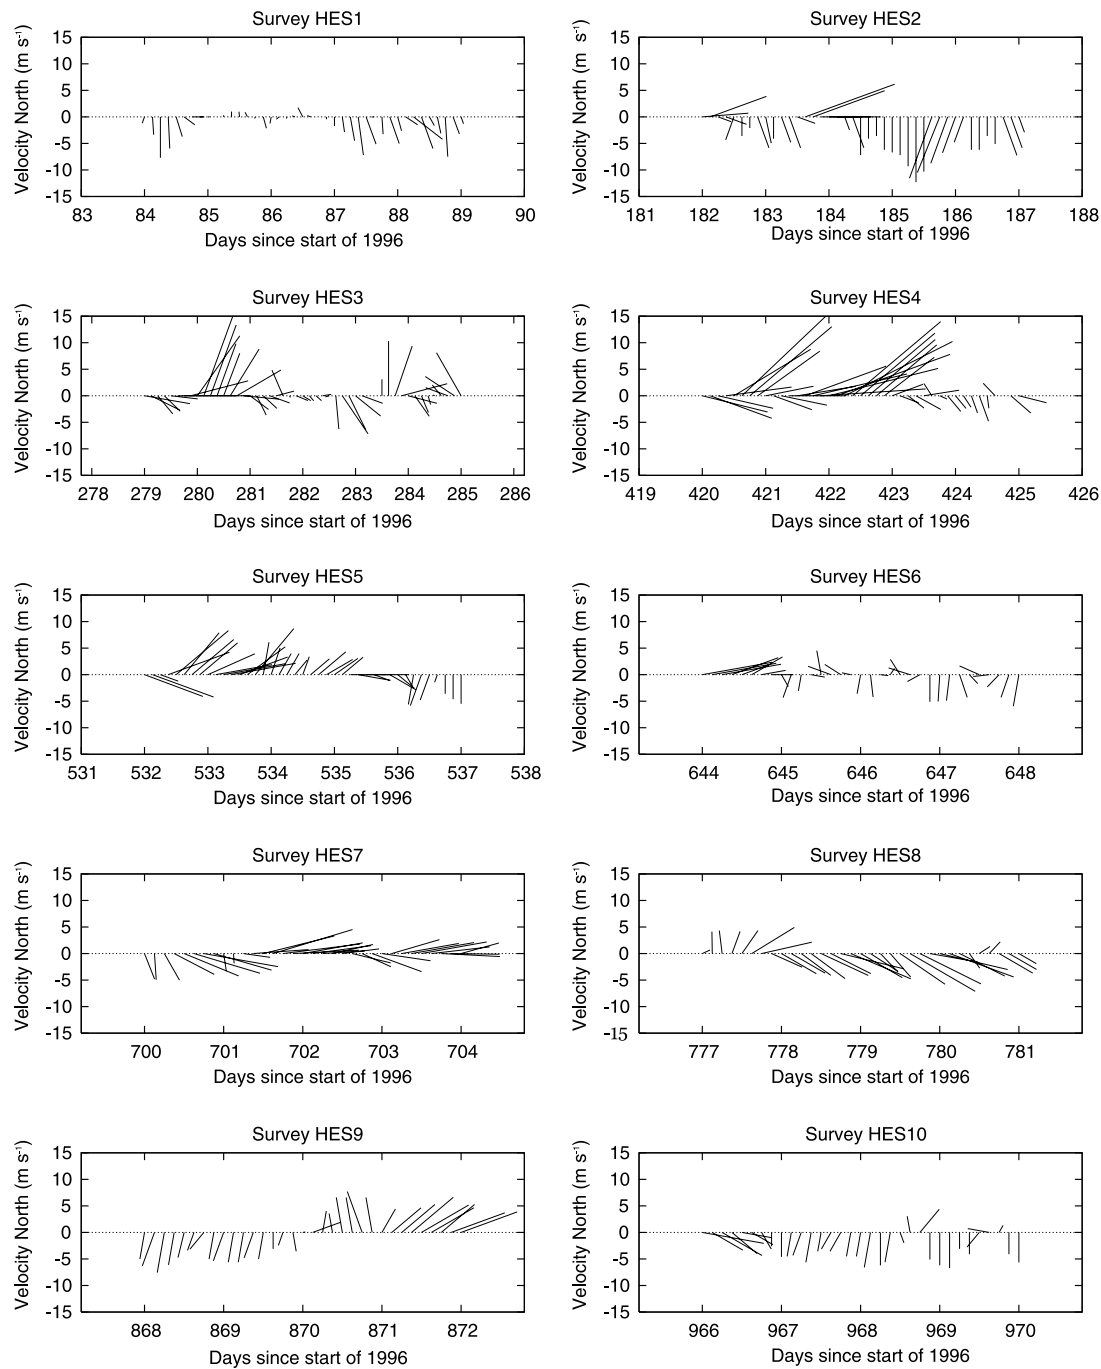 Survey HES1
Velocity North (m s⁻¹)
15
10
5
0
-5
-10
-15
83 84 85 86 87 88 89 90
Days since start of 1996
Survey HES2
Velocity North (m s⁻¹)
15
10
5
0
-5
-10
-15
181 182 183 184 185 186 187 188
Days since start of 1996
Survey HES3
Velocity North (m s⁻¹)
15
10
5
0
-5
-10
-15
278 279 280 281 282 283 284 285 286
Days since start of 1996
Survey HES4
Velocity North (m s⁻¹)
15
10
5
0
-5
-10
-15
419 420 421 422 423 424 425 426
Days since start of 1996
Survey HES5
Velocity North (m s⁻¹)
15
10
5
0
-5
-10
-15
531 532 533 534 535 536 537 538
Days since start of 1996
Survey HES6
Velocity North (m s⁻¹)
15
10
5
0
-5
-10
-15
644 645 646 647 648
Days since start of 1996
Survey HES7
Velocity North (m s⁻¹)
15
10
5
0
-5
-10
-15
700 701 702 703 704
Days since start of 1996
Survey HES8
Velocity North (m s⁻¹)
15
10
5
0
-5
-10
-15
777 778 779 780 781
Days since start of 1996
Survey HES9
Velocity North (m s⁻¹)
15
10
5
0
-5
-10
-15
868 869 870 871 872
Days since start of 1996
Survey HES10
Velocity North (m s⁻¹)
15
10
5
0
-5
-10
-15
966 967 968 969 970
Days since start of 1996